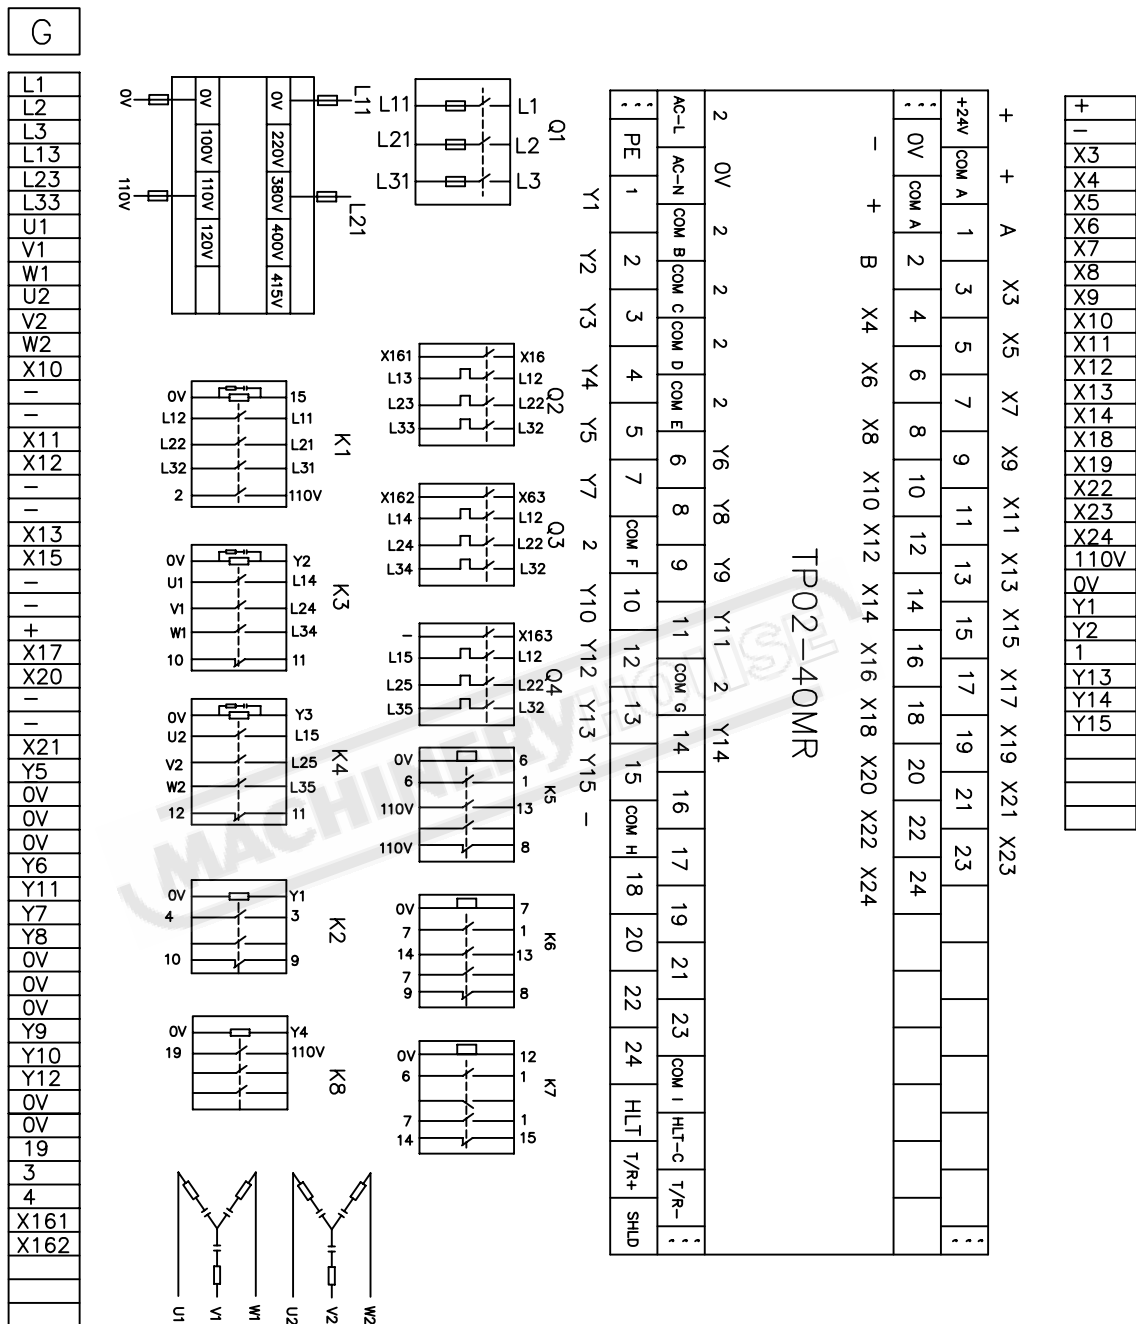 G
L1
L2
L3
L13
L23
L33
U1
V1
W1
U2
V2
W2
X10
–
–
X11
X12
–
–
X13
X15
–
–
+
X17
X20
–
–
X21
Y5
0V
0V
0V
Y6
Y11
Y7
Y8
0V
0V
0V
Y9
Y10
Y12
0V
0V
19
3
4
X161
X162
0V 0V 0V L11
100V 220V
110V 110V 380V L21
120V 400V
415V
L11 L1
L21 L2
L31 L3
Q1
0V 15
L12 L11
L22 L21
L32 L31
2 110V
K1
X161 X16
L13 L12
L23 L22
L33 L32
Q2
X162 X63
L14 L12
L24 L22
L34 L32
Q3
0V Y2
U1 L14
V1 L24
W1 L34
10 11
K3
– X163
L15 L12
L25 L22
L35 L32
Q4
0V Y3
U2 L15
V2 L25
W2 L35
12 11
K4
0V 6
6 1
110V 13
110V 8
K5
0V Y1
4 3
10 9
K2
0V 7
7 1
14 13
7
9 8
K6
0V Y4
19 110V
K8
0V 12
6 1
7 1
14 15
K7
U1 V1 W1 U2 V2 W2
Y1 Y2 Y3 Y4 Y5 Y7 2 Y10 Y12 Y13 Y15 –
PE 1 2 3 4 5 7 COM F 10 12 13 15 COM H 18 20 22 24 HLT T/R+ SHLD
AC–L AC–N COM B COM C COM D COM E 6 8 9 11 COM G 14 16 17 19 21 23 COM I HLT–C T/R–
2 0V 2 2 2 2 Y6 Y8 Y9 Y11 2 Y14
TP02–40MR
– + B X4 X6 X8 X10 X12 X14 X16 X18 X20 X22 X24
0V COM A 2 4 6 8 10 12 14 16 18 20 22 24
+24V COM A 1 3 5 7 9 11 13 15 17 19 21 23
+ + A X3 X5 X7 X9 X11 X13 X15 X17 X19 X21 X23
+
–
X3
X4
X5
X6
X7
X8
X9
X10
X11
X12
X13
X14
X18
X19
X22
X23
X24
110V
0V
Y1
Y2
1
Y13
Y14
Y15
MACHINERYHOUSE